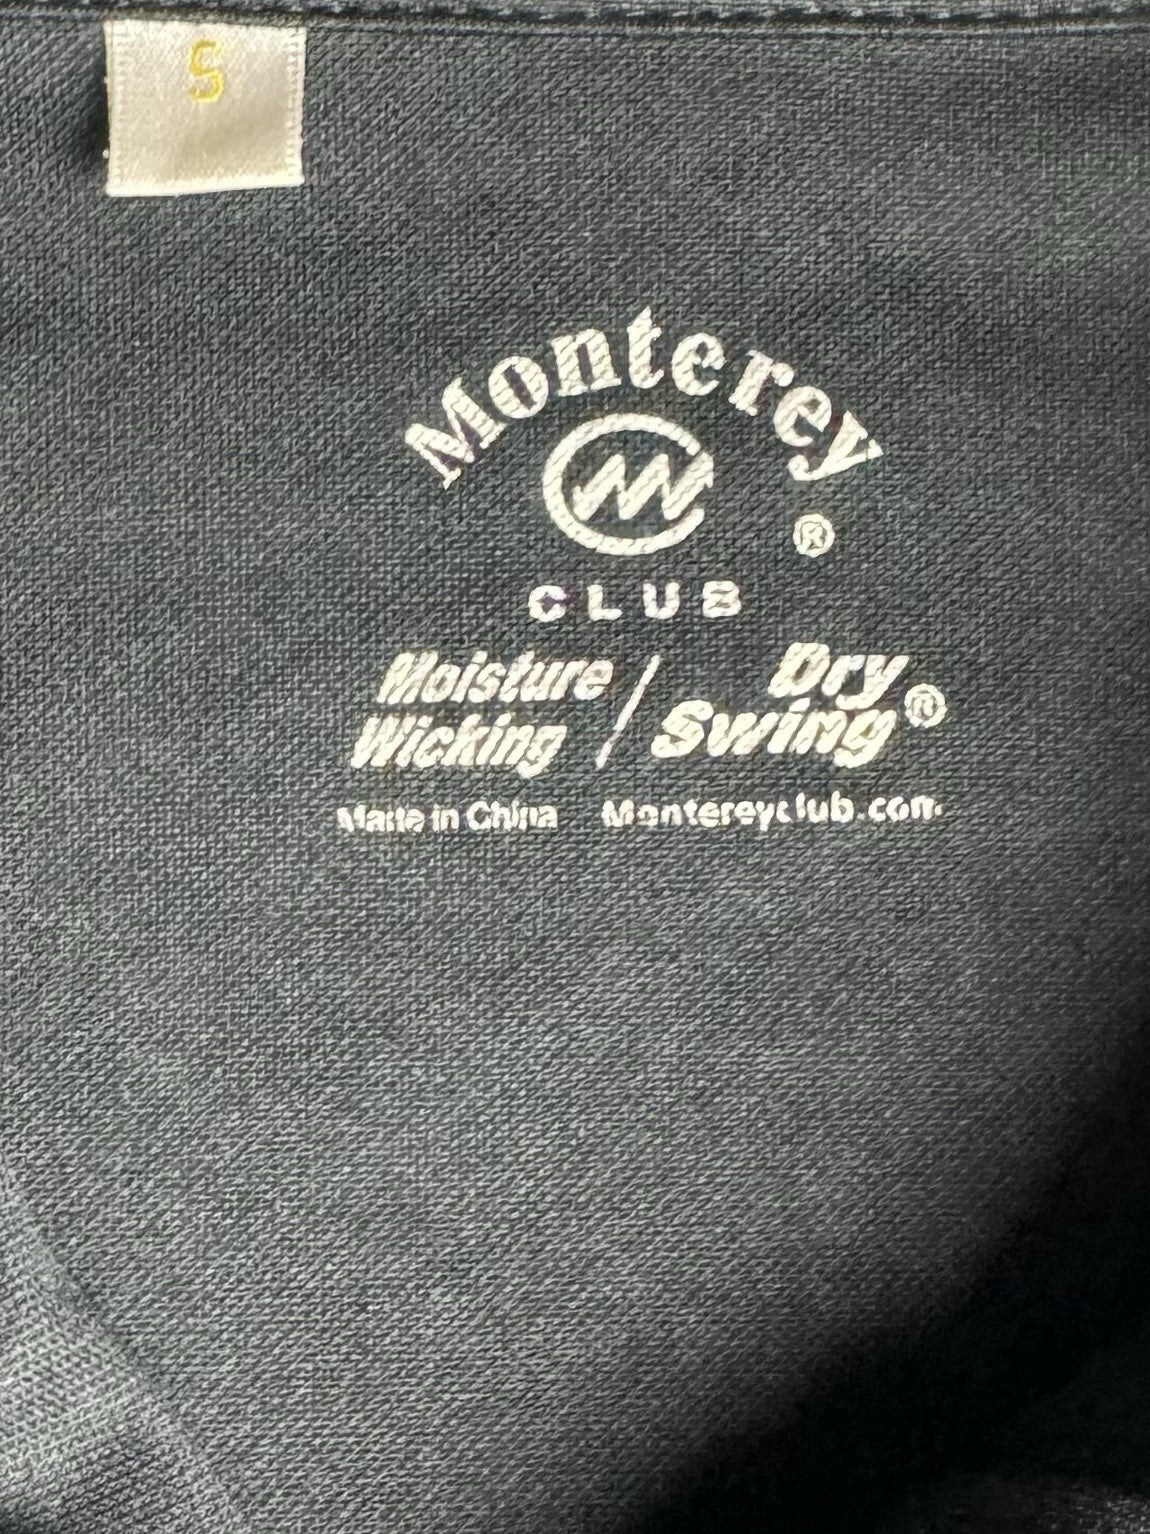 S
Monterey
CLUB ®
Moisture Wicking / Dry Swing®
Made in China Montereyclub.com